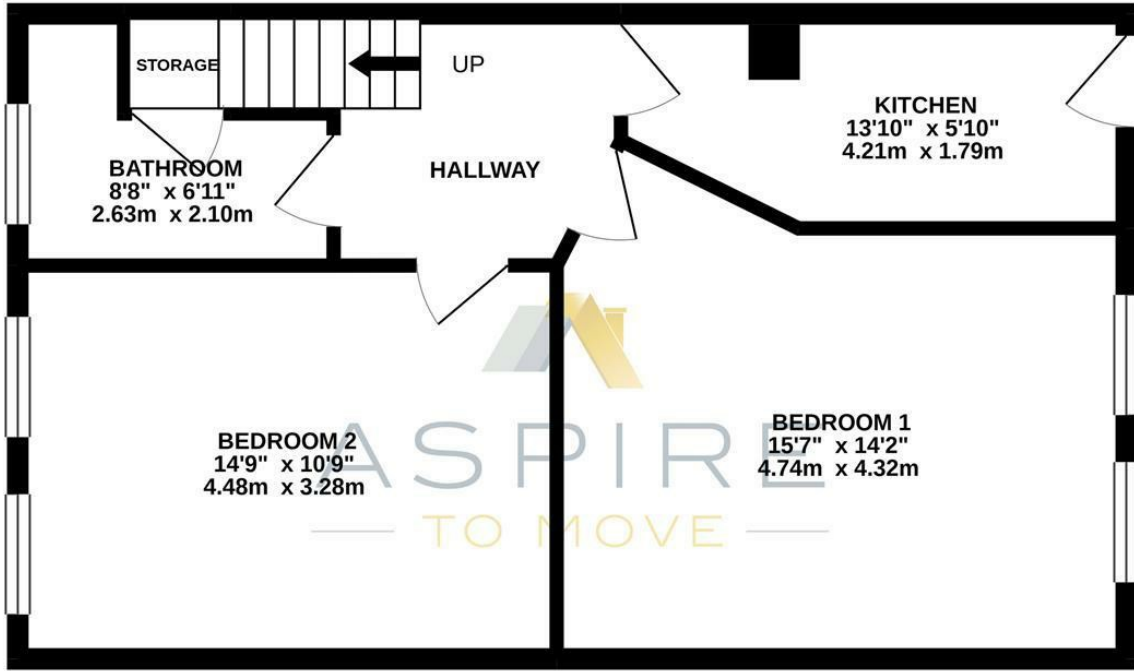 STORAGE
UP
BATHROOM
8'8" x 6'11"
2.63m x 2.10m
HALLWAY
KITCHEN
13'10" x 5'10"
4.21m x 1.79m
BEDROOM 2
14'9" x 10'9"
4.48m x 3.28m
BEDROOM 1
15'7" x 14'2"
4.74m x 4.32m
ASPIRE
TO MOVE